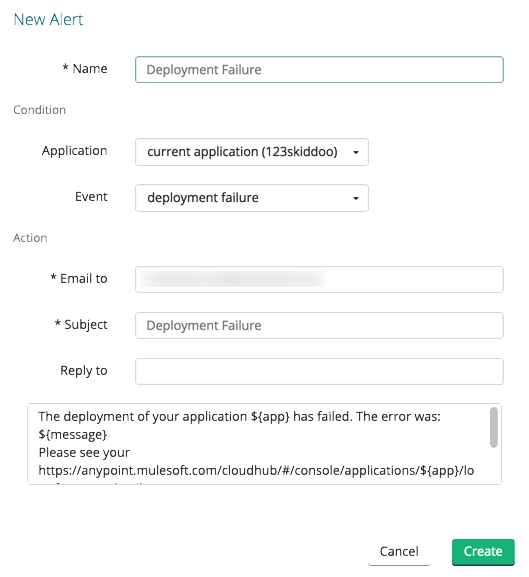 New Alert
* Name
Deployment Failure
Condition
Application
current application (123skiddoo)
Event
deployment failure
Action
* Email to
* Subject
Deployment Failure
Reply to
The deployment of your application ${app} has failed. The error was:
${message}
Please see your
https://anypoint.mulesoft.com/cloudhub/#/console/applications/${app}/lo
Cancel
Create